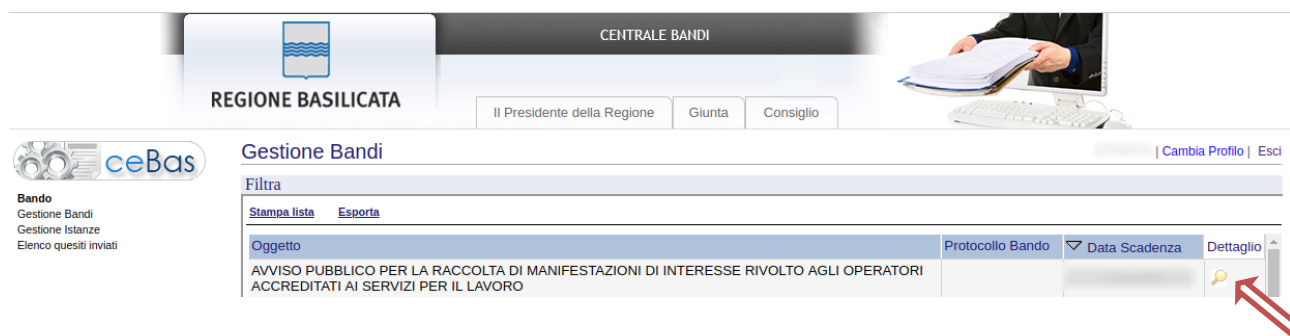 CENTRALE BANDI
REGIONE BASILICATA
Il Presidente della Regione Giunta Consiglio
ceBas
Gestione Bandi
| Cambia Profilo | Esci
Filtra
Bando
Gestione Bandi
Gestione Istanze
Elenco quesiti inviati
Stampa lista Esporta
Oggetto Protocollo Bando Data Scadenza Dettaglio
AVVISO PUBBLICO PER LA RACCOLTA DI MANIFESTAZIONI DI INTERESSE RIVOLTO AGLI OPERATORI
ACCREDITATI AI SERVIZI PER IL LAVORO